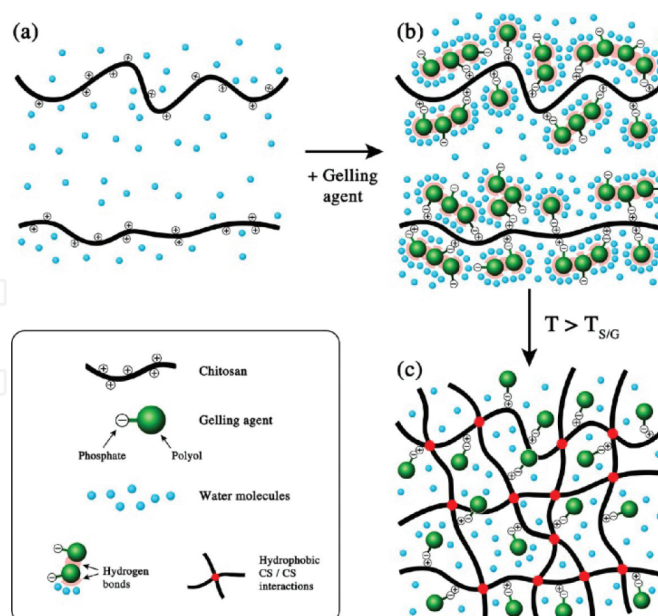 (a)
(b)
+ Gelling
agent
T > T_S/G
(c)
Chitosan
Gelling agent
Phosphate
Polyol
Water molecules
Hydrogen
bonds
Hydrophobic
CS / CS
interactions